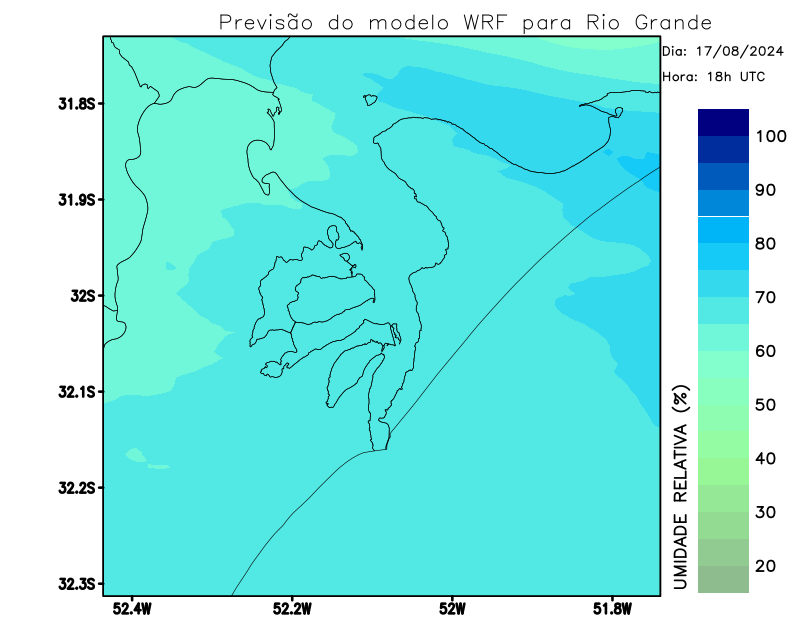 Previsão do modelo WRF para Rio Grande
Dia: 17/08/2024
Hora: 18h UTC
31.8S
31.9S
32S
32.1S
32.2S
32.3S
52.4W
52.2W
52W
51.8W
100
90
80
70
60
50
40
30
20
UMIDADE RELATIVA (%)